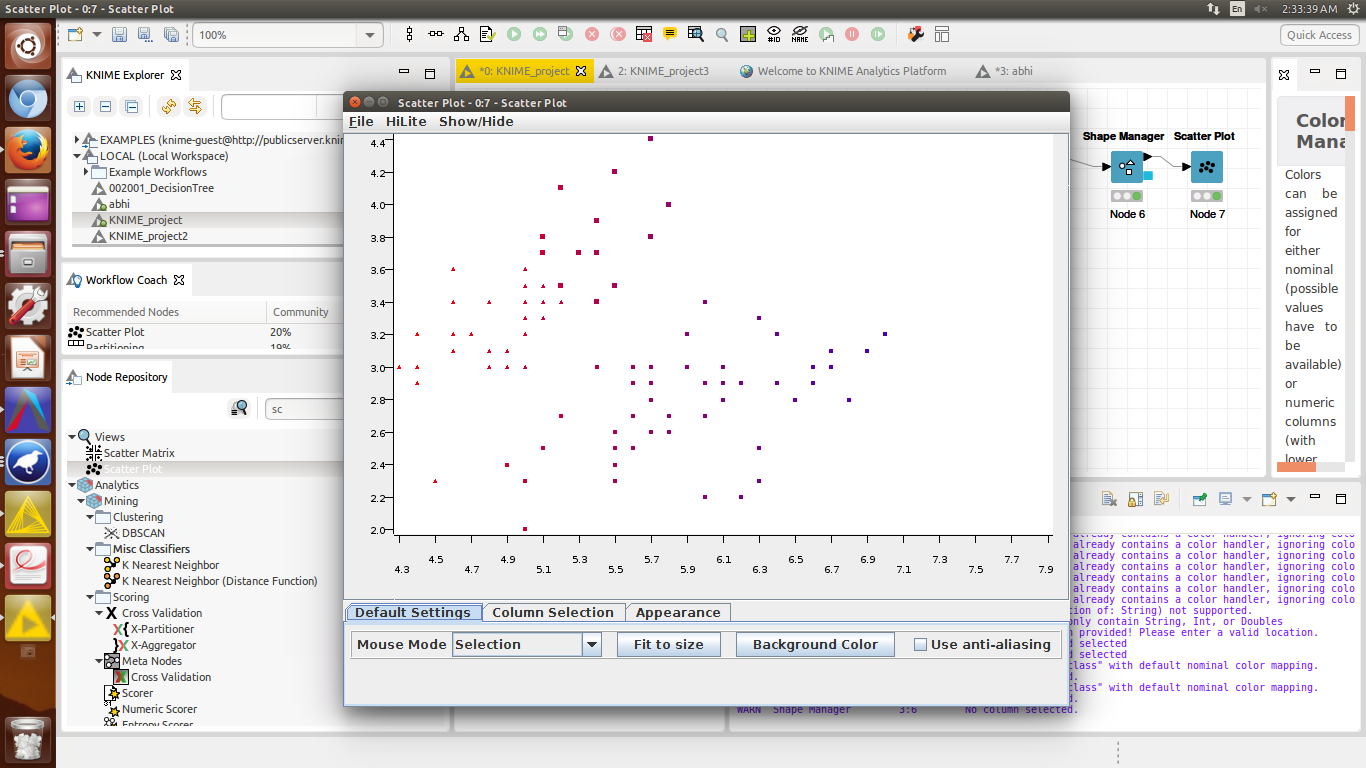 Scatter Plot - 0:7 - Scatter Plot
En
2:33:39 AM
100%
Quick Access
KNIME Explorer
*0: KNIME_project
2: KNIME_project3
Welcome to KNIME Analytics Platform
*3: abhi
EXAMPLES (knime-guest@http://publicserver.knim
LOCAL (Local Workspace)
Example Workflows
002001_DecisionTree
abhi
KNIME_project
KNIME_project2
Workflow Coach
Recommended Nodes
Community
Scatter Plot
20%
Partitioning
19%
Node Repository
sc
Views
Scatter Matrix
Scatter Plot
Analytics
Mining
Clustering
DBSCAN
Misc Classifiers
K Nearest Neighbor
K Nearest Neighbor (Distance Function)
Scoring
Cross Validation
X-Partitioner
X-Aggregator
Meta Nodes
Cross Validation
Scorer
Numeric Scorer
Entropy Scorer
Scatter Plot - 0:7 - Scatter Plot
File HiLite Show/Hide
4.4
4.2
4.0
3.8
3.6
3.4
3.2
3.0
2.8
2.6
2.4
2.2
2.0
4.5 4.9 5.3 5.7 6.1 6.5 6.9 7.3 7.7
4.3 4.7 5.1 5.5 5.9 6.3 6.7 7.1 7.5 7.9
Default Settings
Column Selection
Appearance
Mouse Mode
Selection
Fit to size
Background Color
Use anti-aliasing
Shape Manager
Scatter Plot
Node 6
Node 7
Color
Mana
Colors
can be
assigned
for
either
nominal
(possible
values
have to
be
available)
or
numeric
columns
(with
lower
already contains a color handler, ignoring colo
already contains a color handler, ignoring colo
already contains a color handler, ignoring colo
already contains a color handler, ignoring colo
already contains a color handler, ignoring colo
already contains a color handler, ignoring colo
already contains a color handler, ignoring colo
ion of: String) not supported.
only contain String, Int, or Doubles
n provided! Please enter a valid location.
d selected
d selected
class" with default nominal color mapping.
d.
class" with default nominal color mapping.
d.
WARN Shape Manager 3:6 No column selected.